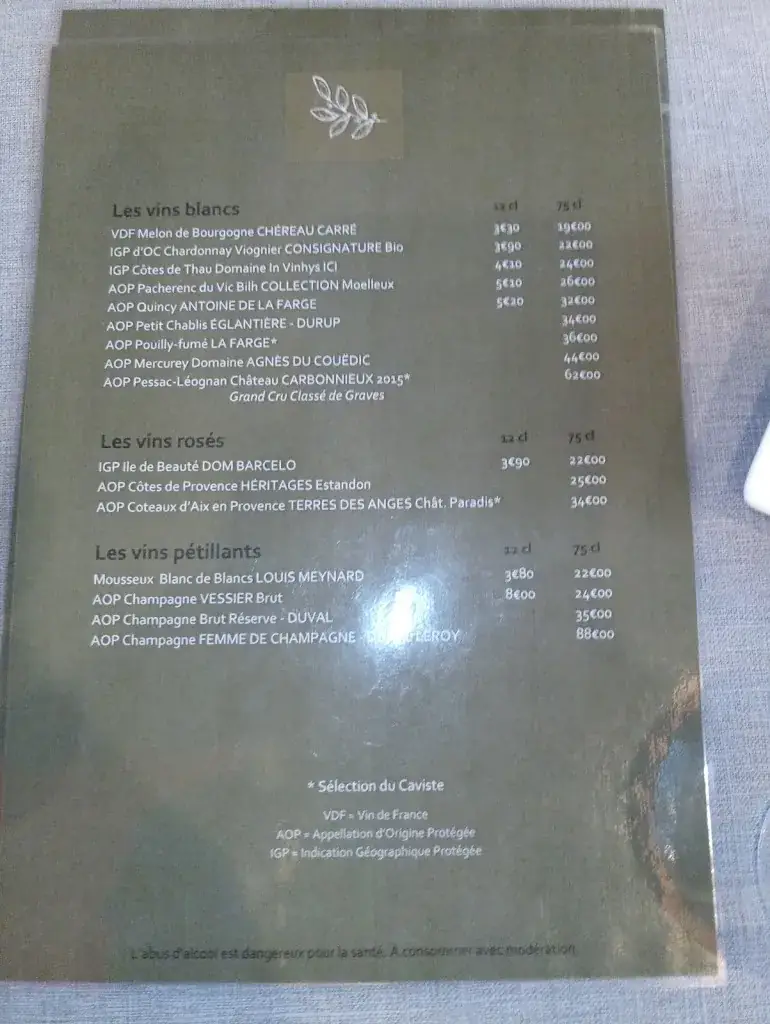 Les vins blancs 12 cl 75 cl
VDF Melon de Bourgogne CHÉREAU CARRÉ 3€30 19€00
IGP d'OC Chardonnay Viognier CONSIGNATURE Bio 3€90 22€00
IGP Côtes de Thau Domaine In Vinhys ICI 4€10 24€00
AOP Pacherenc du Vic Bilh COLLECTION Moelleux 5€10 26€00
AOP Quincy ANTOINE DE LA FARGE 5€20 32€00
AOP Petit Chablis ÉGLANTIÈRE - DURUP 34€00
AOP Pouilly-fumé LA FARGE* 36€00
AOP Mercurey Domaine AGNÈS DU COUËDIC 44€00
AOP Pessac-Léognan Château CARBONNIEUX 2015* 62€00
Grand Cru Classé de Graves
Les vins rosés 12 cl 75 cl
IGP Ile de Beauté DOM BARCELO 3€90 22€00
AOP Côtes de Provence HÉRITAGES Estandon 25€00
AOP Coteaux d'Aix en Provence TERRES DES ANGES Chât. Paradis* 34€00
Les vins pétillants 12 cl 75 cl
Mousseux Blanc de Blancs LOUIS MEYNARD 3€80 22€00
AOP Champagne VESSIER Brut 8€00 24€00
AOP Champagne Brut Réserve - DUVAL 35€00
AOP Champagne FEMME DE CHAMPAGNE - 88€00
* Sélection du Caviste
VDF = Vin de France
AOP = Appellation d'Origine Protégée
IGP = Indication Géographique Protégée
L'abus d'alcool est dangereux pour la santé. A consommer avec modération.